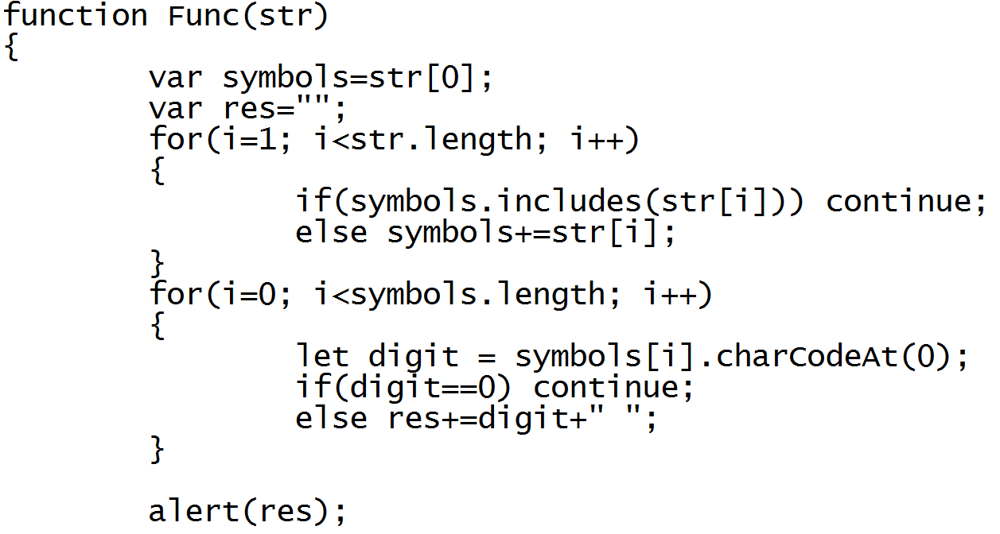 function Func(str)
{
        var symbols=str[0];
        var res="";
        for(i=1; i<str.length; i++)
        {
                if(symbols.includes(str[i])) continue;
                else symbols+=str[i];
        }
        for(i=0; i<symbols.length; i++)
        {
                let digit = symbols[i].charCodeAt(0);
                if(digit==0) continue;
                else res+=digit+" ";
        }

        alert(res);